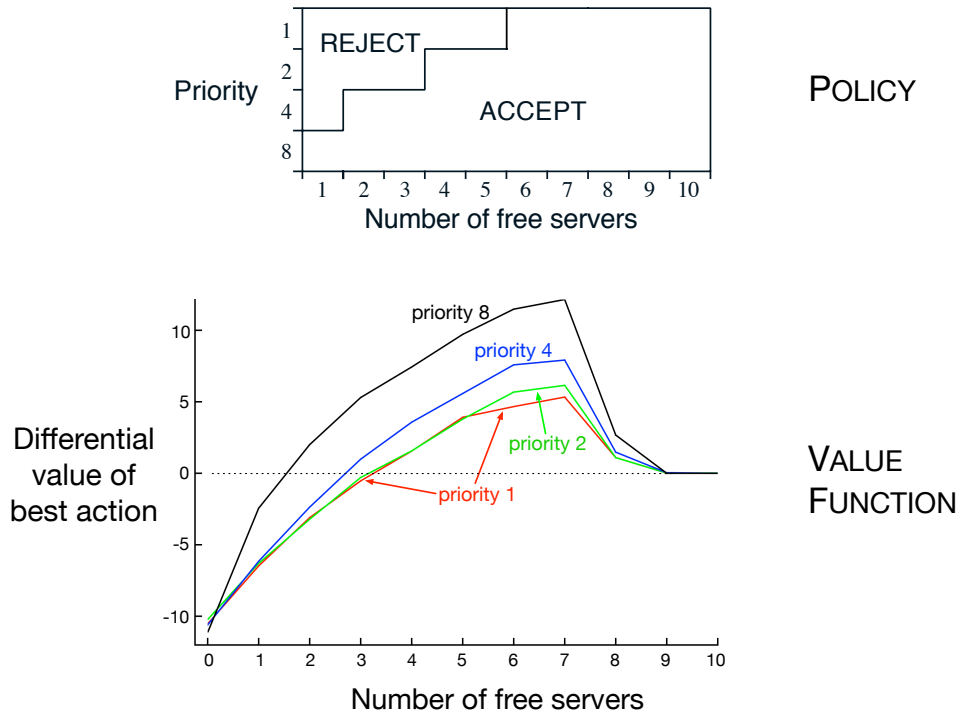 1
REJECT
2
Priority
4
ACCEPT
8
1 2 3 4 5 6 7 8 9 10
Number of free servers
POLICY
priority 8
10
priority 4
5
priority 2
Differential
value of
best action
0
priority 1
-5
-10
0 1 2 3 4 5 6 7 8 9 10
Number of free servers
VALUE
FUNCTION